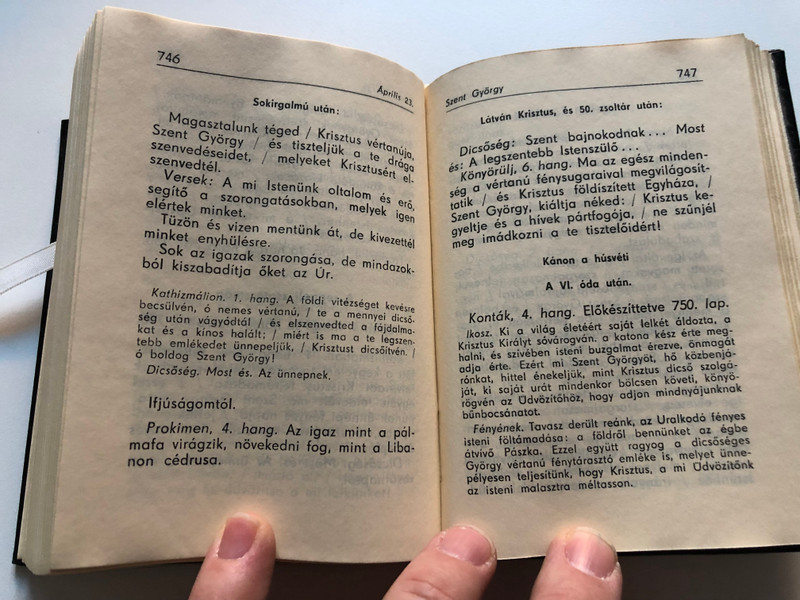 746
Április 23.
Sokirgalmú után:
Magasztalunk téged / Krisztus vértanúja,
Szent György / és tiszteljük a te drága
szenvedéseidet, / melyeket Krisztusért el-
szenvedtél.
Versek: A mi Istenünk oltalom és erő,
segítő a szorongatásokban, melyek igen
elértek minket.
Tüzön és vizen mentünk át, de kivezettél
minket enyhülésre.
Sok az igazak szorongása, de mindazok-
ból kiszabadítja őket az Úr.
Kathizmálion. 1. hang. A földi vitézséget kevésre
becsülvén, ó nemes vértanú, / te a mennyei dicső-
ség után vágyódtál / és elszenvedted a fájdalma-
kat és a kínos halált; / miért is ma a te legszen-
tebb emlékedet ünnepeljük, / Krisztust dicsőítvén. /
ó boldog Szent György!
Dicsőség. Most és. Az ünnepnek.
Ifjúságomtól.
Prokimen, 4. hang. Az igaz mint a pál-
mafa virágzik, növekedni fog, mint a Liba-
non cédrusa.
Szent György
747
Látván Krisztus, és 50. zsoltár után:
Dicsőség: Szent bajnokodnak... Most
és: A legszentebb Istenszülő...
Könyörülj, 6. hang. Ma az egész minden-
ség a vértanú fénysugaraival megvilágosít-
tatik / és Krisztus földíszített Egyháza, /
Szent György, kiáltja néked: / Krisztus ke-
gyeltje és a hívek pártfogója, / ne szűnjél
meg imádkozni a te tisztelőidért!
Kánon a húsvéti
A VI. óda után.
Konták, 4. hang. Előkészíttetve 750. lap.
Ikosz. Ki a világ életéért saját lelkét áldozta, a
Krisztus Királyt sóvárogván. a katona kész érte meg-
halni, és szívében isteni buzgalmat érezve, önmagát
adja érte. Ezért mi Szent Györgyöt, hő közbenjá-
rónkat, hittel énekeljük, mint Krisztus dicső szolgá-
ját, ki saját urát mindenkor bölcsen követi, könyö-
rögvén az Üdvözítőhöz, hogy adjon mindnyájunknak
bűnbocsánatot.
Fényének. Tavasz derült reánk, az Uralkodó fényes
isteni föltámadása: a földről bennünket az égbe
átvivő Pászka. Ezzel együtt ragyog a dicsőséges
György vértanú fénytárasztó emléke is, melyet ünne-
pélyesen teljesítünk, hogy Krisztus, a mi Üdvözítőnk
az isteni malasztra méltasson.